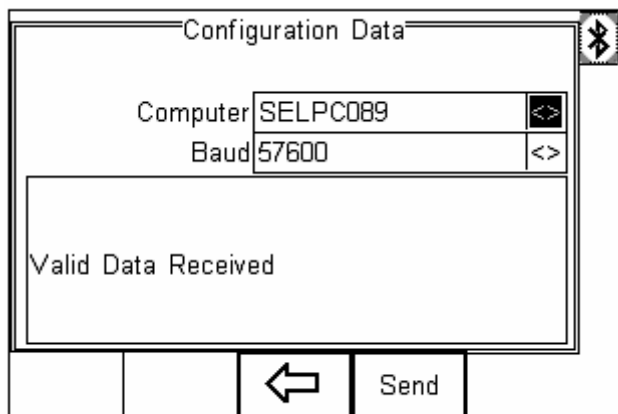 Configuration Data
Computer SELPC089 <>
Baud 57600 <>
Valid Data Received
Send